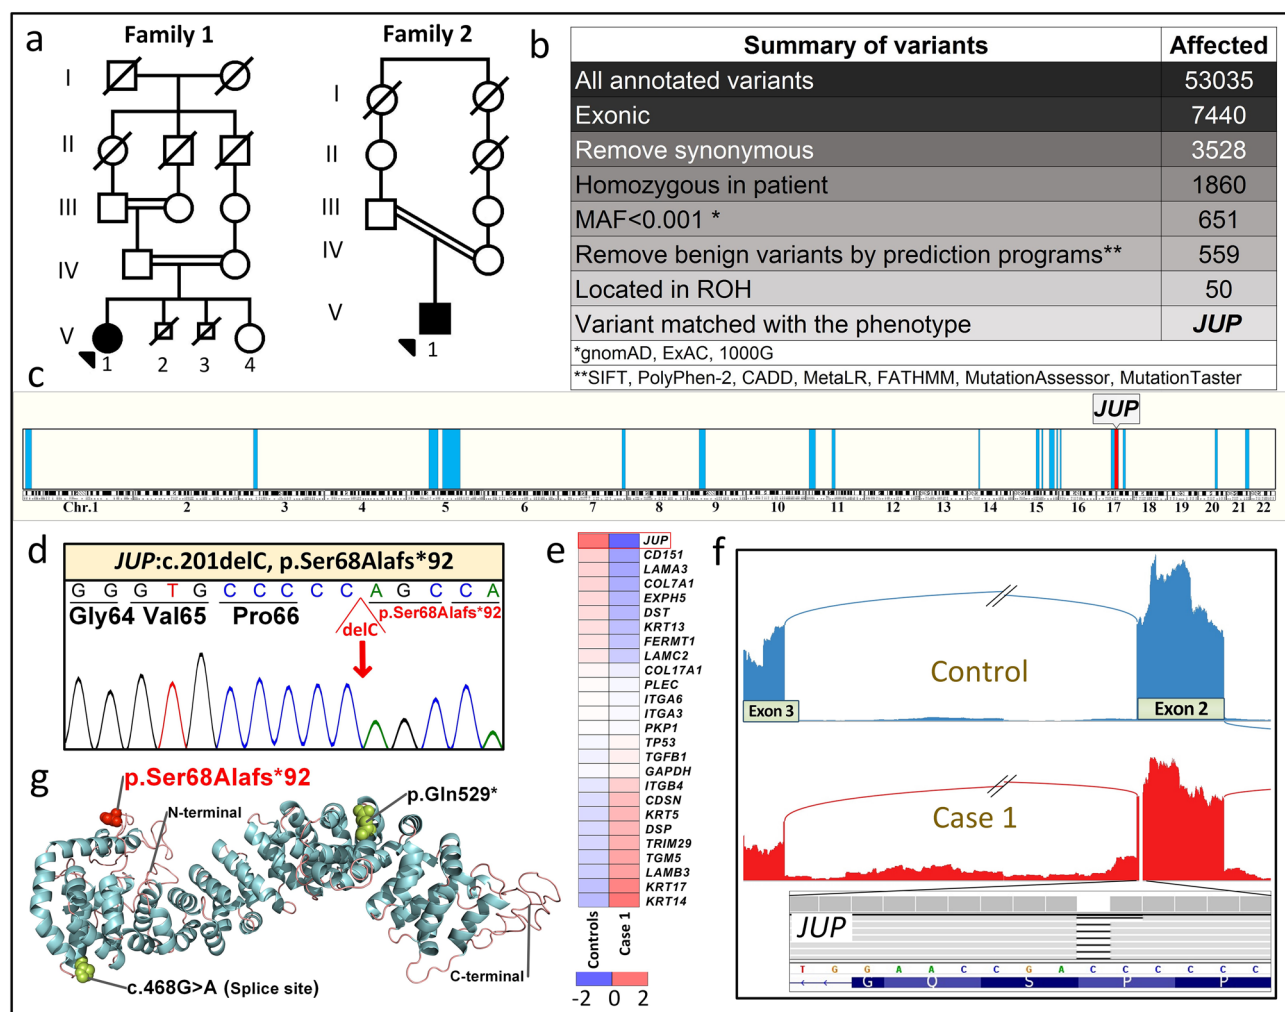 a
Family 1
I
II
III
IV
V
1
2
3
4
Family 2
I
II
III
IV
V
1
b
Summary of variants Affected
All annotated variants 53035
Exonic 7440
Remove synonymous 3528
Homozygous in patient 1860
MAF<0.001 * 651
Remove benign variants by prediction programs** 559
Located in ROH 50
Variant matched with the phenotype JUP
*gnomAD, ExAC, 1000G
**SIFT, PolyPhen-2, CADD, MetaLR, FATHMM, MutationAssessor, MutationTaster
c
JUP
Chr.1 2 3 4 5 6 7 8 9 10 11 12 13 14 15 16 17 18 19 20 21 22
d
JUP:c.201delC, p.Ser68Alafs*92
G G G T G C C C C C A G C C A
Gly64 Val65 Pro66 p.Ser68Alafs*92
delC
e
JUP
CD151
LAMA3
COL7A1
EXPH5
DST
KRT13
FERMT1
LAMC2
COL17A1
PLEC
ITGA6
ITGA3
PKP1
TP53
TGFB1
GAPDH
ITGB4
CDSN
KRT5
DSP
TRIM29
TGM5
LAMB3
KRT17
KRT14
Controls
Case 1
-2 0 2
f
Control
Exon 3
Exon 2
Case 1
JUP
T G G A A C C G A C C C C C C
G Q S P P
g
p.Ser68Alafs*92
N-terminal
p.Gln529*
C-terminal
c.468G>A (Splice site)